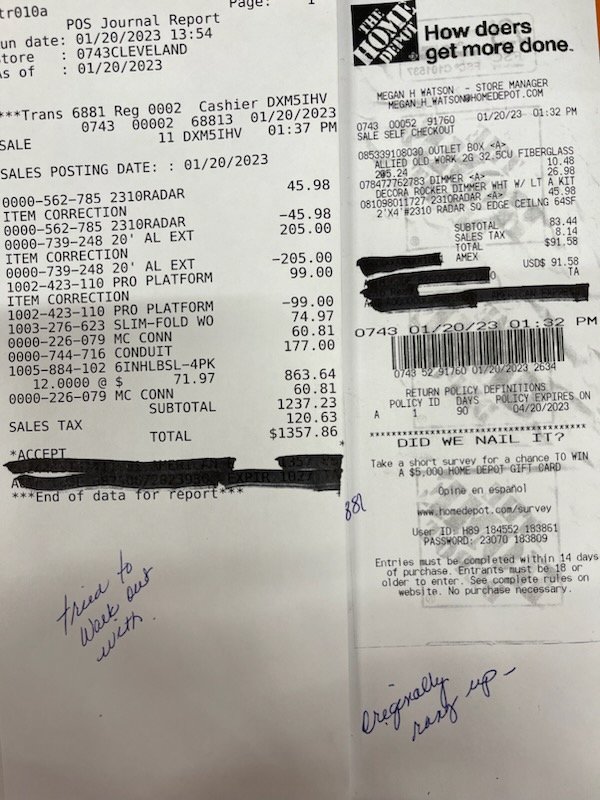 tr010a Page: 1
POS Journal Report
un date: 01/20/2023 13:54
tore : 0743CLEVELAND
As of : 01/20/2023
***Trans 6881 Reg 0002 Cashier DXM5IHV
0743 00002 68813 01/20/2023
SALE 11 DXM5IHV 01:37 PM
SALES POSTING DATE: : 01/20/2023
0000-562-785 2310RADAR 45.98
ITEM CORRECTION
0000-562-785 2310RADAR -45.98
0000-739-248 20' AL EXT 205.00
ITEM CORRECTION
0000-739-248 20' AL EXT -205.00
1002-423-110 PRO PLATFORM 99.00
ITEM CORRECTION
1002-423-110 PRO PLATFORM -99.00
1003-276-623 SLIM-FOLD WO 74.97
0000-226-079 MC CONN 60.81
0000-744-716 CONDUIT 177.00
1005-884-102 6INHLBSL-4PK
12.0000 @ $ 71.97 863.64
0000-226-079 MC CONN 60.81
SUBTOTAL 1237.23
SALES TAX 120.63
TOTAL $1357.86
*ACCEPT *
***End of data for report***
tried to
walk out
with.
THE HOME DEPOT
How doers
get more done.
MEGAN H WATSON - STORE MANAGER
MEGAN_H_WATSON@HOMEDEPOT.COM
0743 00052 91760 01/20/23 01:32 PM
SALE SELF CHECKOUT
085339108030 OUTLET BOX <A>
ALLIED OLD WORK 2G 32.5CU FIBERGLASS
2@5.24 10.48
078477762783 DIMMER <A> 26.98
DECORA ROCKER DIMMER WHT W/ LT A KIT
081098011727 2310RADAR <A> 45.98
2'X4'#2310 RADAR SQ EDGE CEILNG 64SF
SUBTOTAL 83.44
SALES TAX 8.14
TOTAL $91.58
AMEX
USD$ 91.58
TA
0743 01/20/23 01:32 PM
0743 52 91760 01/20/2023 2634
RETURN POLICY DEFINITIONS
POLICY ID DAYS POLICY EXPIRES ON
A 1 90 04/20/2023
DID WE NAIL IT?
Take a short survey for a chance TO WIN
A $5,000 HOME DEPOT GIFT CARD
Opine en español
www.homedepot.com/survey
User ID: H89 184552 183861
PASSWORD: 23070 183809
Entries must be completed within 14 days
of purchase. Entrants must be 18 or
older to enter. See complete rules on
website. No purchase necessary.
originally
rang up -